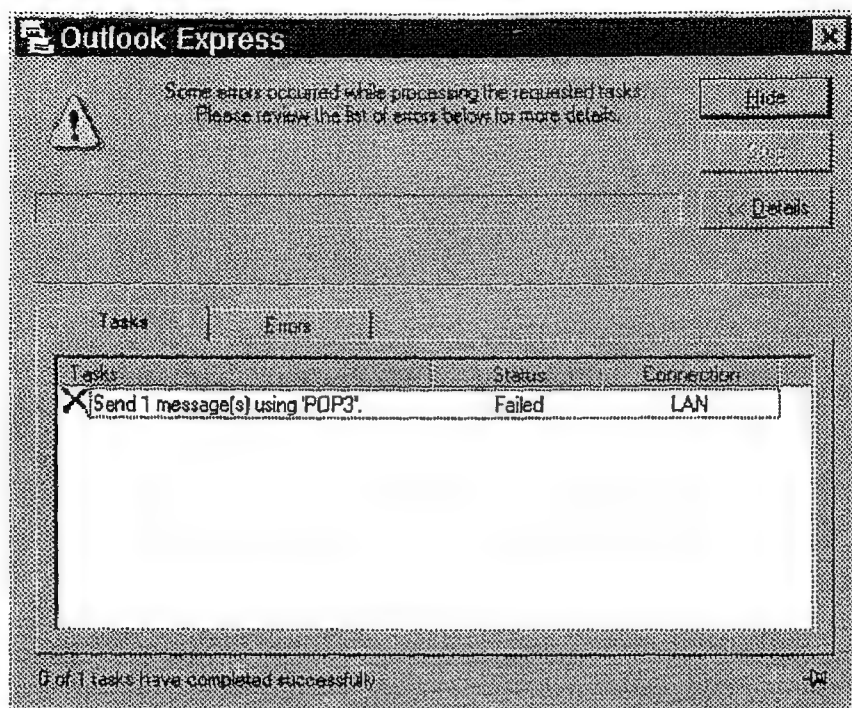 Outlook Express
Some errors occurred while processing the requested tasks.
Please review the list of errors below for more details.
Hide
Stop
<< Details
Tasks
Errors
Tasks Status Connection
Send 1 message(s) using 'POP3'. Failed LAN
0 of 1 tasks have completed successfully